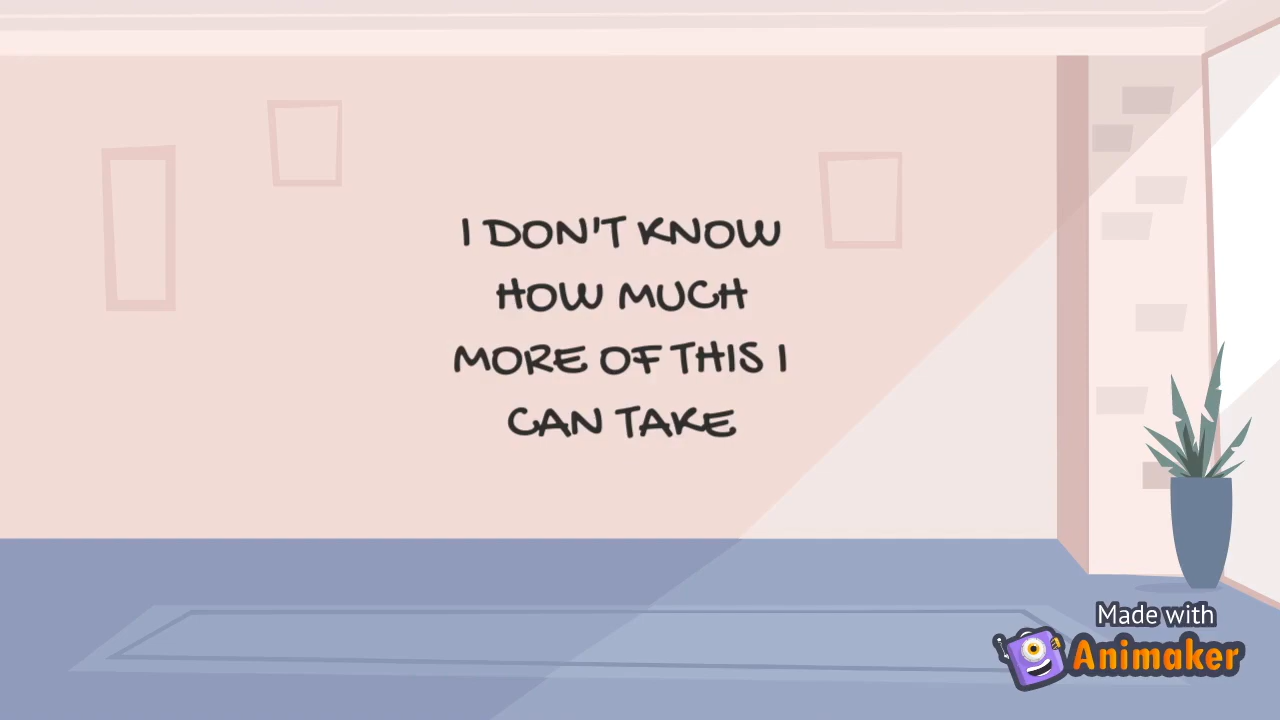 I DON'T KNOW
HOW MUCH
MORE OF THIS I
CAN TAKE
Made with
Animaker